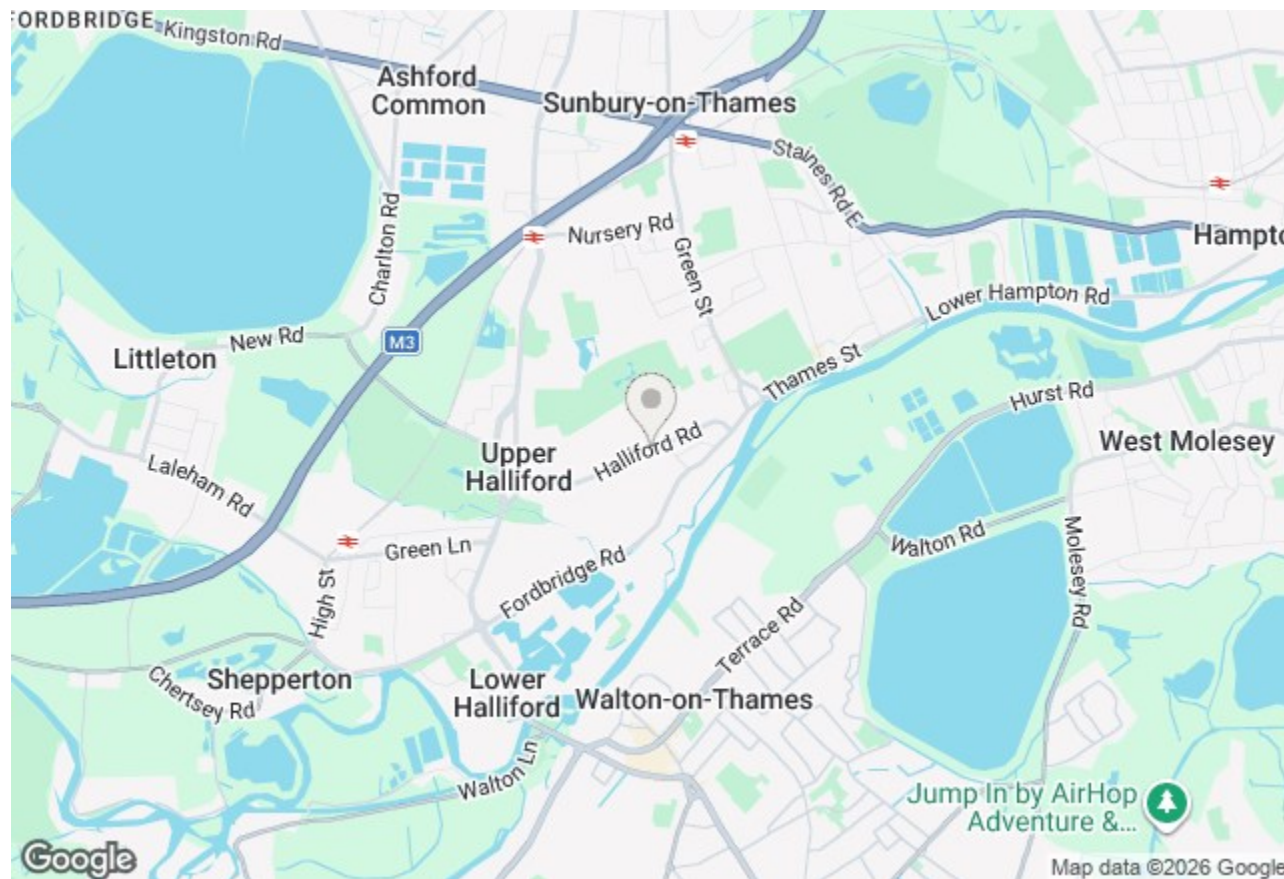 FORDBRIDGE
Kingston Rd
Ashford
Common
Sunbury-on-Thames
Staines Rd E
Charlton Rd
Nursery Rd
Green St
Hampto
Lower Hampton Rd
New Rd
M3
Littleton
Thames St
Hurst Rd
Upper
Halliford
Halliford Rd
West Molesey
Laleham Rd
Green Ln
Walton Rd
Molesey Rd
High St
Fordbridge Rd
Terrace Rd
Chertsey Rd
Shepperton
Lower
Halliford
Walton-on-Thames
Walton Ln
Jump In by AirHop
Adventure &...
Google
Map data ©2026 Google